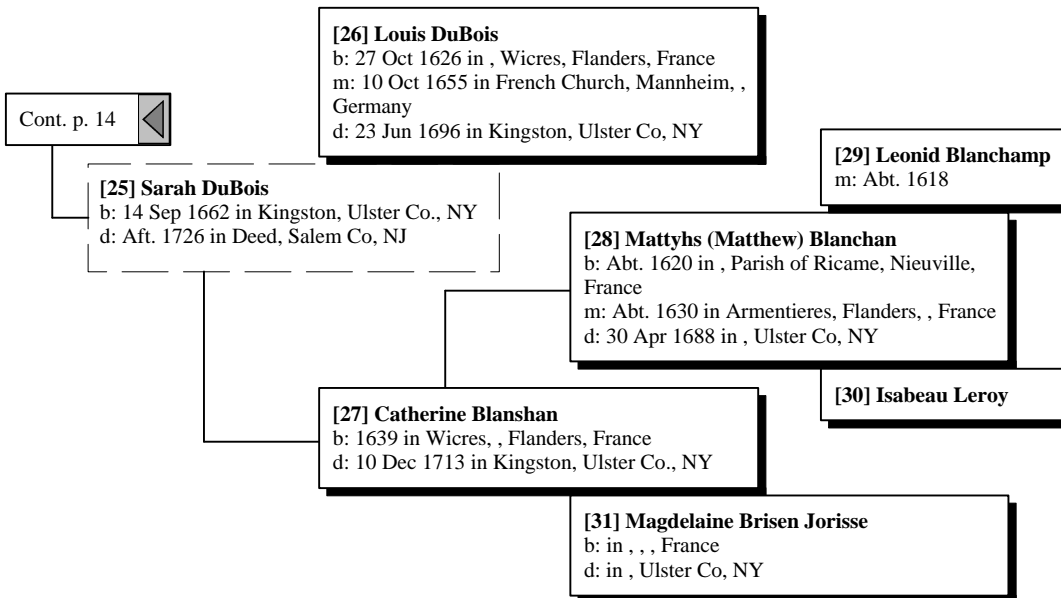 [26] Louis DuBois
b: 27 Oct 1626 in , Wicres, Flanders, France
m: 10 Oct 1655 in French Church, Mannheim, ,
Germany
d: 23 Jun 1696 in Kingston, Ulster Co, NY
Cont. p. 14
[25] Sarah DuBois
b: 14 Sep 1662 in Kingston, Ulster Co., NY
d: Aft. 1726 in Deed, Salem Co, NJ
[29] Leonid Blanchamp
m: Abt. 1618
[28] Mattyhs (Matthew) Blanchan
b: Abt. 1620 in , Parish of Ricame, Nieuville,
France
m: Abt. 1630 in Armentieres, Flanders, , France
d: 30 Apr 1688 in , Ulster Co, NY
[30] Isabeau Leroy
[27] Catherine Blanshan
b: 1639 in Wicres, , Flanders, France
d: 10 Dec 1713 in Kingston, Ulster Co., NY
[31] Magdelaine Brisen Jorisse
b: in , , , France
d: in , Ulster Co, NY